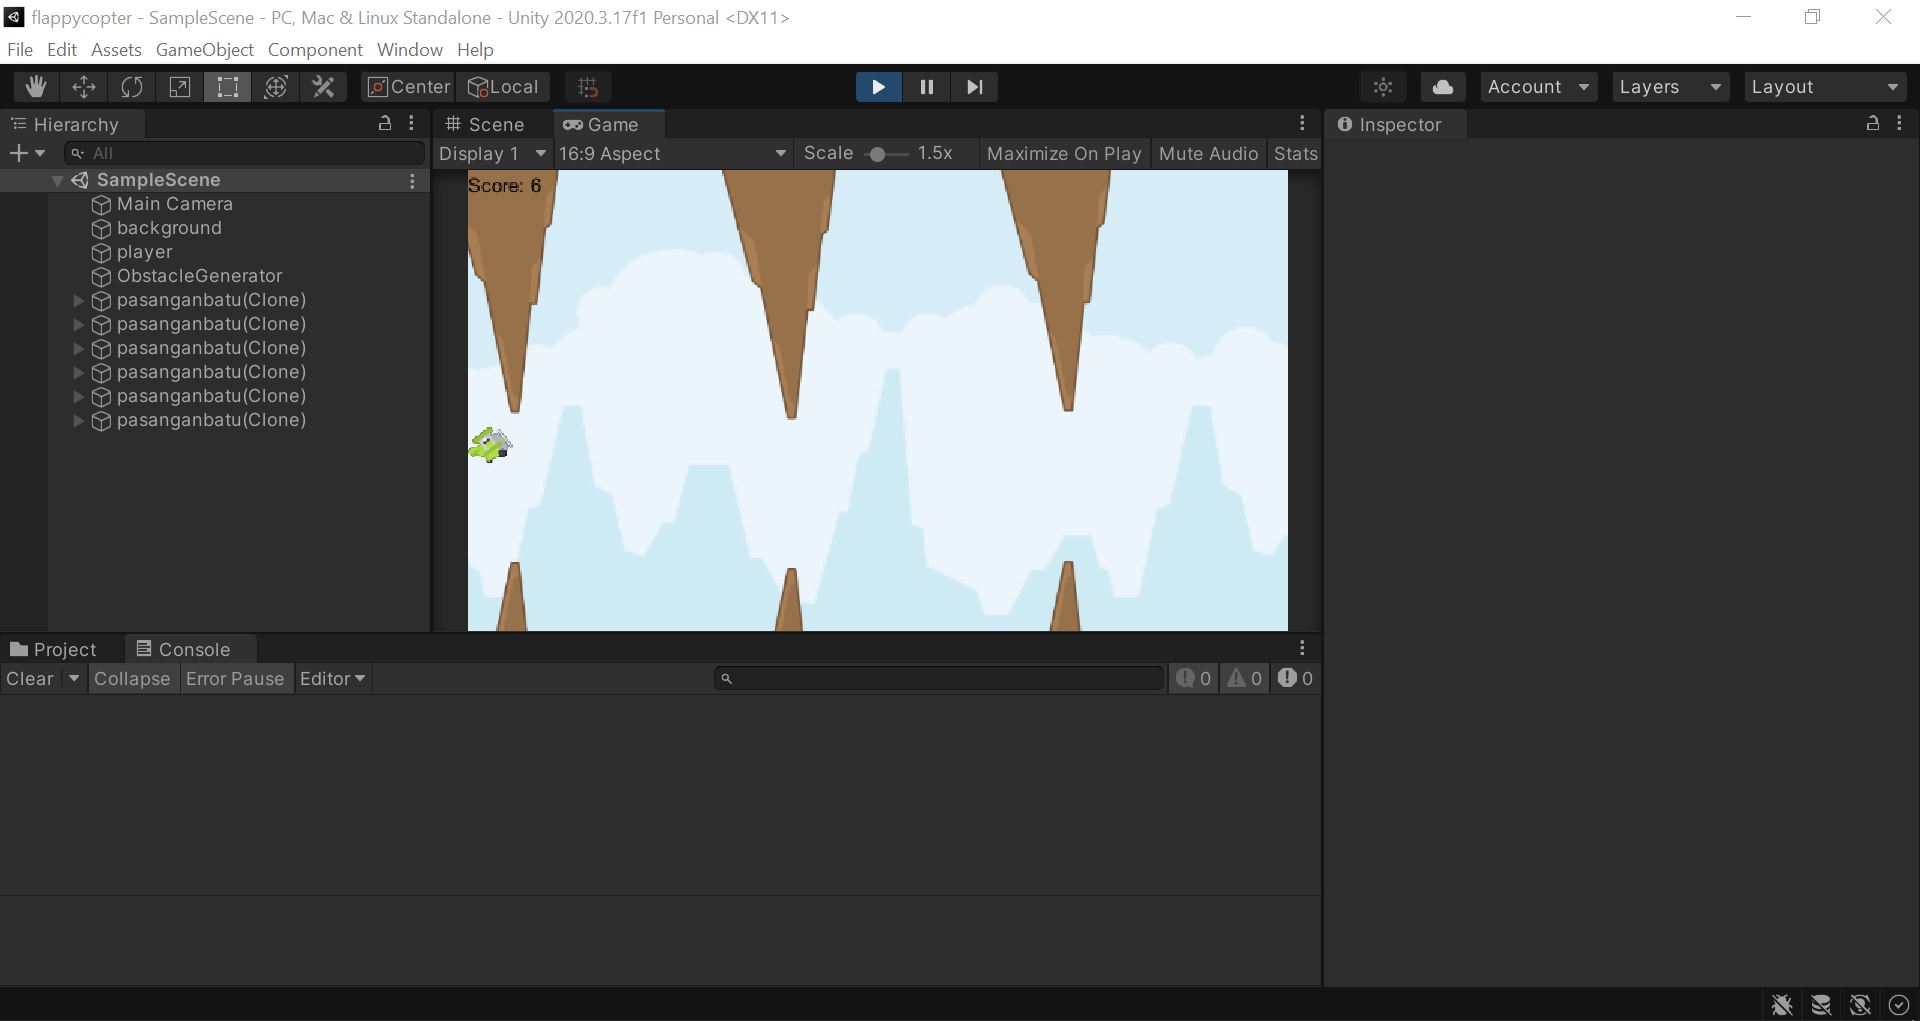 flappycopter - SampleScene - PC, Mac & Linux Standalone - Unity 2020.3.17f1 Personal <DX11>
File Edit Assets GameObject Component Window Help
Center Local Account Layers Layout
Hierarchy
All
SampleScene
Main Camera
background
player
ObstacleGenerator
pasanganbatu(Clone)
pasanganbatu(Clone)
pasanganbatu(Clone)
pasanganbatu(Clone)
pasanganbatu(Clone)
pasanganbatu(Clone)
Scene Game
Display 1 16:9 Aspect Scale 1.5x Maximize On Play Mute Audio Stats
Score: 6
Inspector
Project Console
Clear Collapse Error Pause Editor 0 0 0